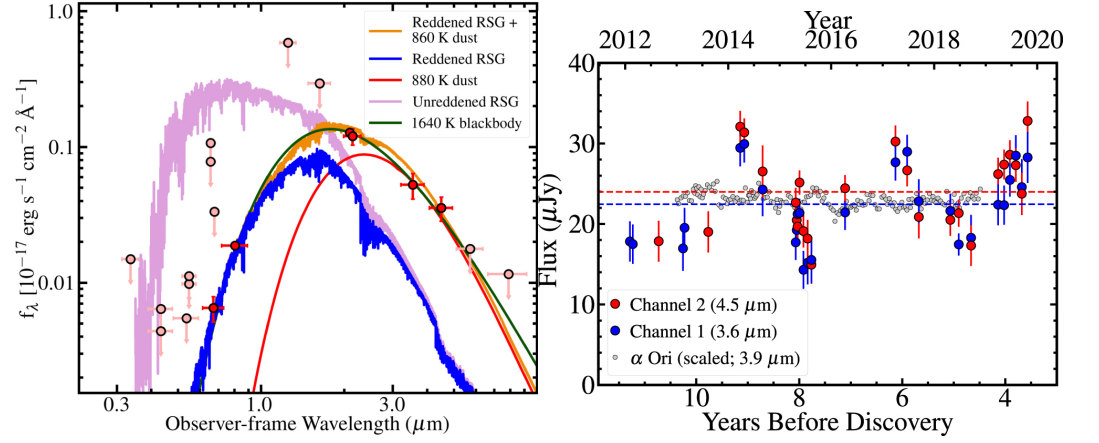 1.0
0.1
0.01
f_λ [10⁻¹⁷ erg s⁻¹ cm⁻² Å⁻¹]
Reddened RSG +
860 K dust
Reddened RSG
880 K dust
Unreddened RSG
1640 K blackbody
0.3 1.0 3.0
Observer-frame Wavelength (μm)
Year
2012 2014 2016 2018 2020
40
30
20
10
0
Flux (μJy)
Channel 2 (4.5 μm)
Channel 1 (3.6 μm)
α Ori (scaled; 3.9 μm)
10 8 6 4
Years Before Discovery